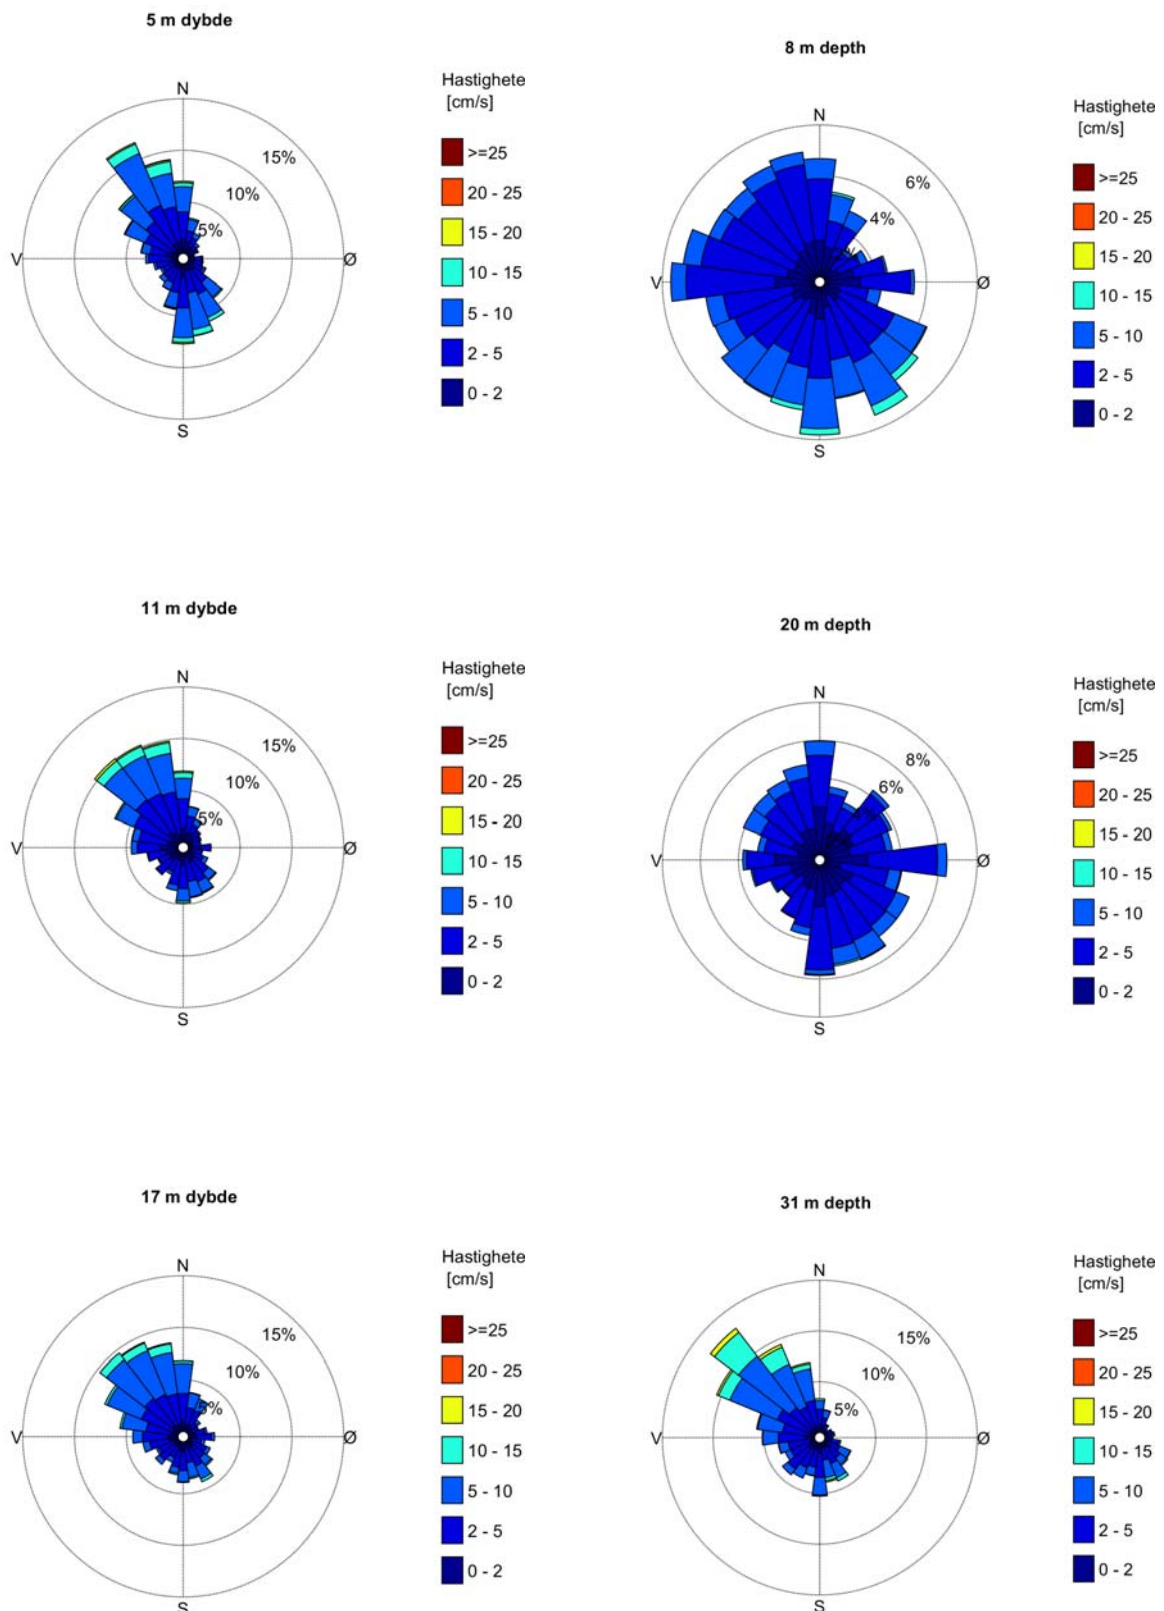 5 m dybde
N
V
Ø
S
5%
10%
15%
Hastighete
[cm/s]
>=25
20 - 25
15 - 20
10 - 15
5 - 10
2 - 5
0 - 2
8 m depth
N
V
Ø
S
4%
6%
Hastighete
[cm/s]
>=25
20 - 25
15 - 20
10 - 15
5 - 10
2 - 5
0 - 2
11 m dybde
N
V
Ø
S
5%
10%
15%
Hastighete
[cm/s]
>=25
20 - 25
15 - 20
10 - 15
5 - 10
2 - 5
0 - 2
20 m depth
N
V
Ø
S
6%
8%
Hastighete
[cm/s]
>=25
20 - 25
15 - 20
10 - 15
5 - 10
2 - 5
0 - 2
17 m dybde
N
V
Ø
S
5%
10%
15%
Hastighete
[cm/s]
>=25
20 - 25
15 - 20
10 - 15
5 - 10
2 - 5
0 - 2
31 m depth
N
V
Ø
S
5%
10%
15%
Hastighete
[cm/s]
>=25
20 - 25
15 - 20
10 - 15
5 - 10
2 - 5
0 - 2